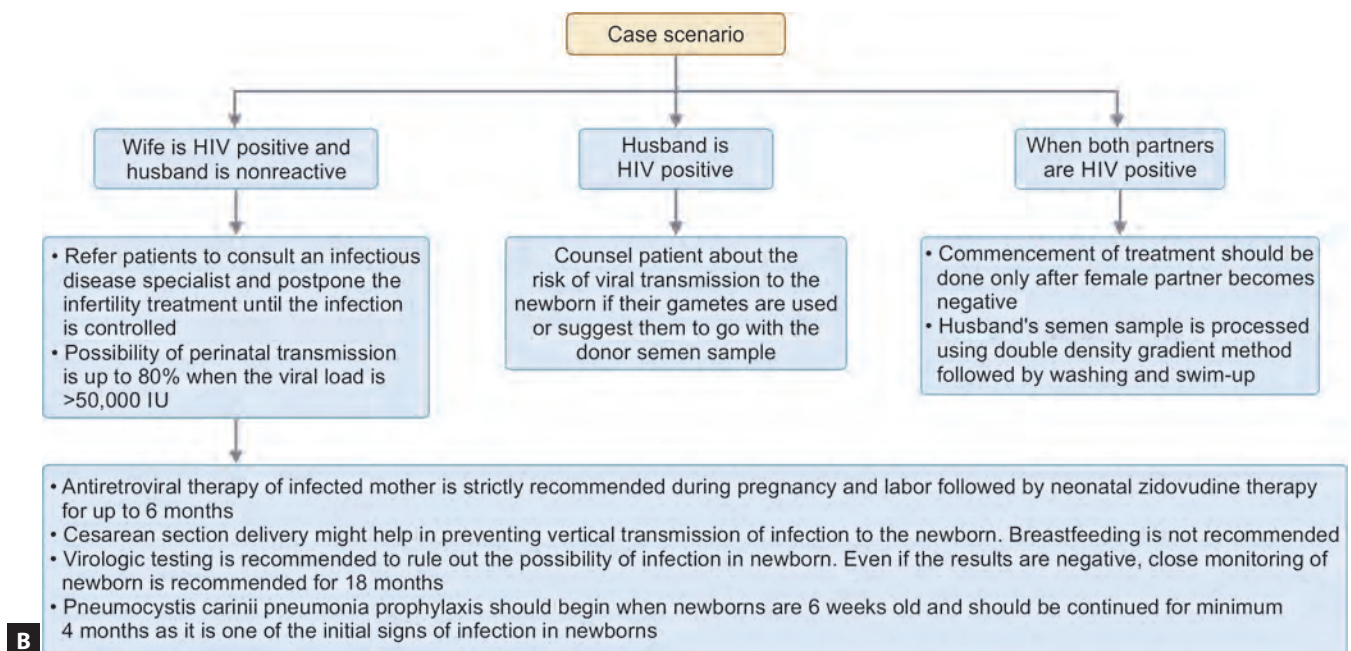 Case scenario
Wife is HIV positive and
husband is nonreactive
Husband is
HIV positive
When both partners
are HIV positive
• Refer patients to consult an infectious
disease specialist and postpone the
infertility treatment until the infection
is controlled
• Possibility of perinatal transmission
is up to 80% when the viral load is
>50,000 IU
Counsel patient about the
risk of viral transmission to the
newborn if their gametes are used
or suggest them to go with the
donor semen sample
• Commencement of treatment should be
done only after female partner becomes
negative
• Husband's semen sample is processed
using double density gradient method
followed by washing and swim-up
• Antiretroviral therapy of infected mother is strictly recommended during pregnancy and labor followed by neonatal zidovudine therapy
for up to 6 months
• Cesarean section delivery might help in preventing vertical transmission of infection to the newborn. Breastfeeding is not recommended
• Virologic testing is recommended to rule out the possibility of infection in newborn. Even if the results are negative, close monitoring of
newborn is recommended for 18 months
• Pneumocystis carinii pneumonia prophylaxis should begin when newborns are 6 weeks old and should be continued for minimum
4 months as it is one of the initial signs of infection in newborns
B